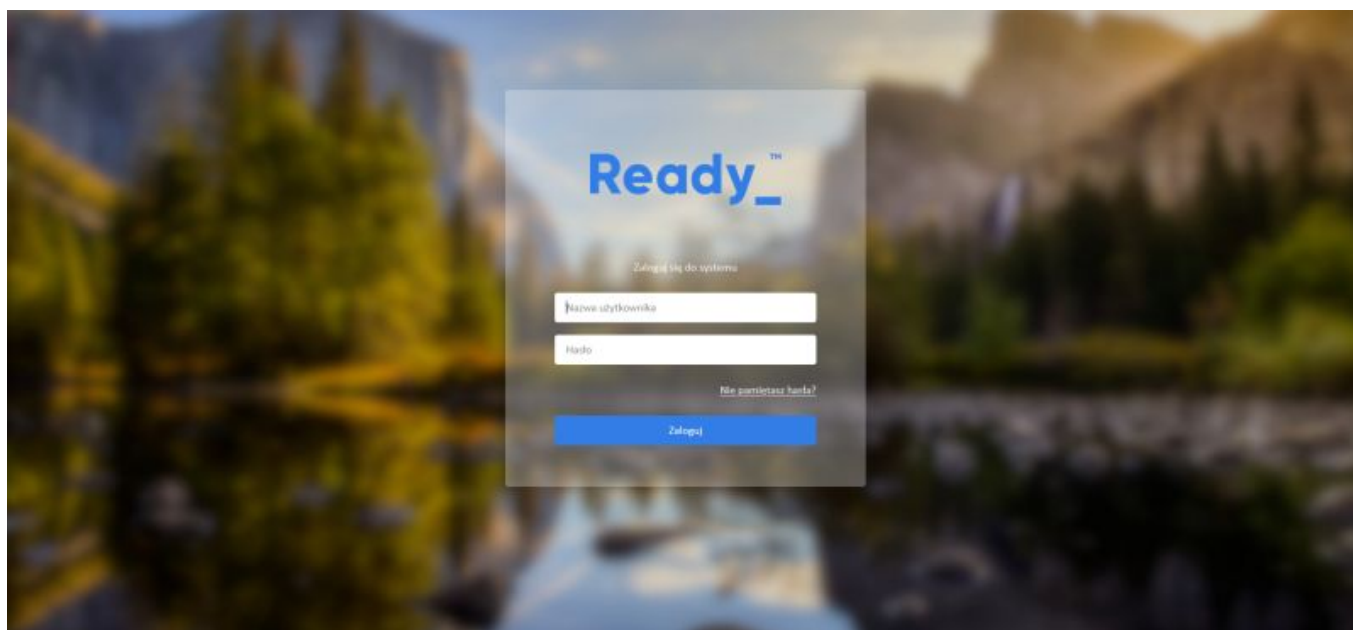 Ready_™
Zaloguj się do systemu
Nazwa użytkownika
Hasło
Nie pamiętasz hasła?
Zaloguj